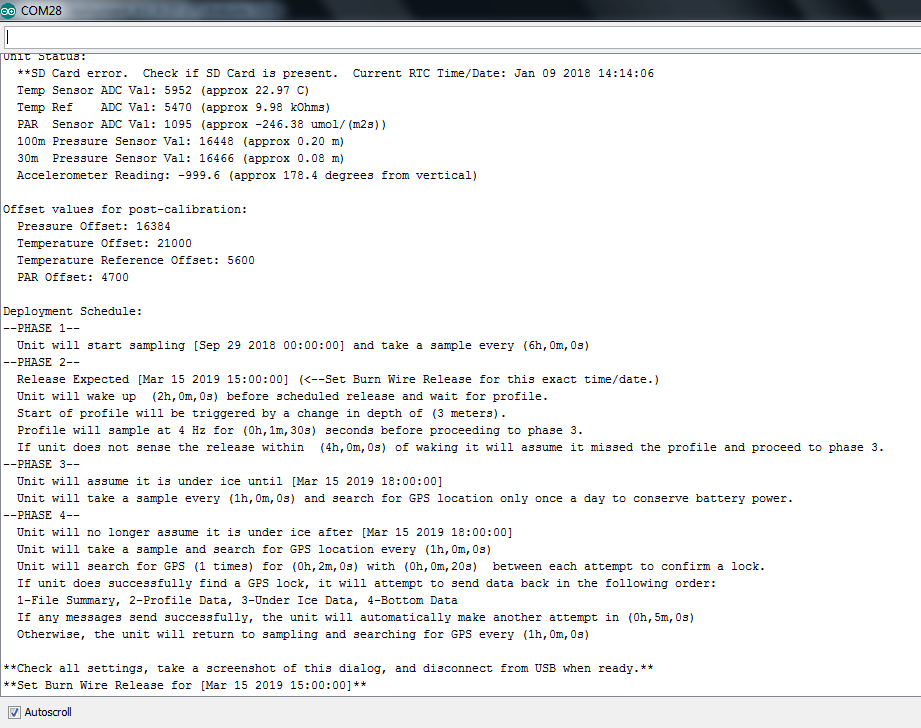 COM28
Unit Status:
**SD Card error.  Check if SD Card is present.  Current RTC Time/Date: Jan 09 2018 14:14:06
Temp Sensor ADC Val: 5952 (approx 22.97 C)
Temp Ref    ADC Val: 5470 (approx 9.98 kOhms)
PAR  Sensor ADC Val: 1095 (approx -246.38 umol/(m2s))
100m Pressure Sensor Val: 16448 (approx 0.20 m)
30m  Pressure Sensor Val: 16466 (approx 0.08 m)
Accelerometer Reading: -999.6 (approx 178.4 degrees from vertical)
Offset values for post-calibration:
Pressure Offset: 16384
Temperature Offset: 21000
Temperature Reference Offset: 5600
PAR Offset: 4700
Deployment Schedule:
--PHASE 1--
Unit will start sampling [Sep 29 2018 00:00:00] and take a sample every (6h,0m,0s)
--PHASE 2--
Release Expected [Mar 15 2019 15:00:00] (<--Set Burn Wire Release for this exact time/date.)
Unit will wake up  (2h,0m,0s) before scheduled release and wait for profile.
Start of profile will be triggered by a change in depth of (3 meters).
Profile will sample at 4 Hz for (0h,1m,30s) seconds before proceeding to phase 3.
If unit does not sense the release within  (4h,0m,0s) of waking it will assume it missed the profile and proceed to phase 3.
--PHASE 3--
Unit will assume it is under ice until [Mar 15 2019 18:00:00]
Unit will take a sample every (1h,0m,0s) and search for GPS location only once a day to conserve battery power.
--PHASE 4--
Unit will no longer assume it is under ice after [Mar 15 2019 18:00:00]
Unit will take a sample and search for GPS location every (1h,0m,0s)
Unit will search for GPS (1 times) for (0h,2m,0s) with (0h,0m,20s)  between each attempt to confirm a lock.
If unit does successfully find a GPS lock, it will attempt to send data back in the following order:
1-File Summary, 2-Profile Data, 3-Under Ice Data, 4-Bottom Data
If any messages send successfully, the unit will automatically make another attempt in (0h,5m,0s)
Otherwise, the unit will return to sampling and searching for GPS every (1h,0m,0s)
**Check all settings, take a screenshot of this dialog, and disconnect from USB when ready.**
**Set Burn Wire Release for [Mar 15 2019 15:00:00]**
Autoscroll